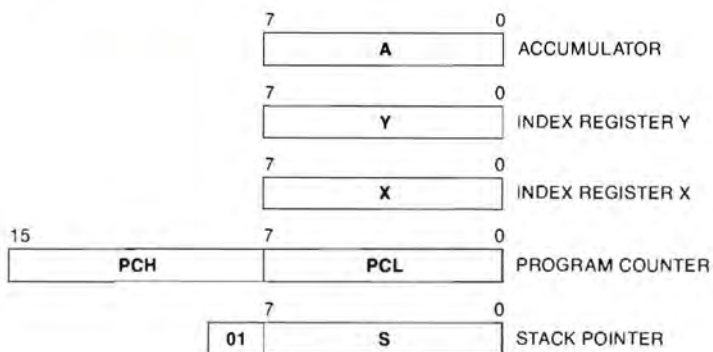 7 0
A ACCUMULATOR
7 0
Y INDEX REGISTER Y
7 0
X INDEX REGISTER X
15 7 0
PCH PCL PROGRAM COUNTER
7 0
01 S STACK POINTER